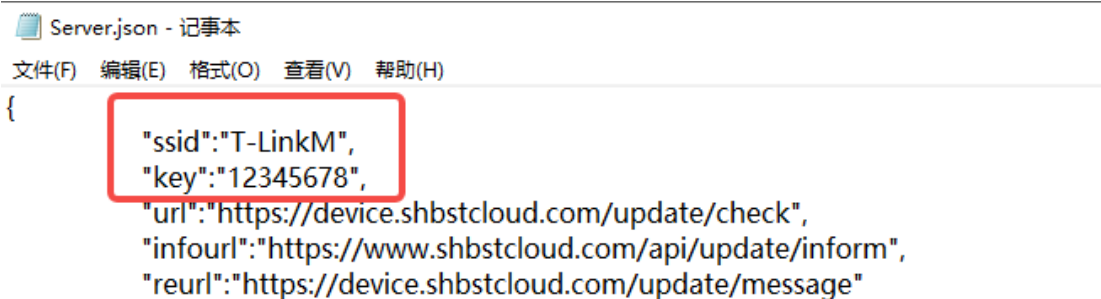 Server.json - 记事本
文件(F) 编辑(E) 格式(O) 查看(V) 帮助(H)
{
"ssid":"T-LinkM",
"key":"12345678",
"url":"https://device.shbstcloud.com/update/check",
"infourl":"https://www.shbstcloud.com/api/update/inform",
"reurl":"https://device.shbstcloud.com/update/message"